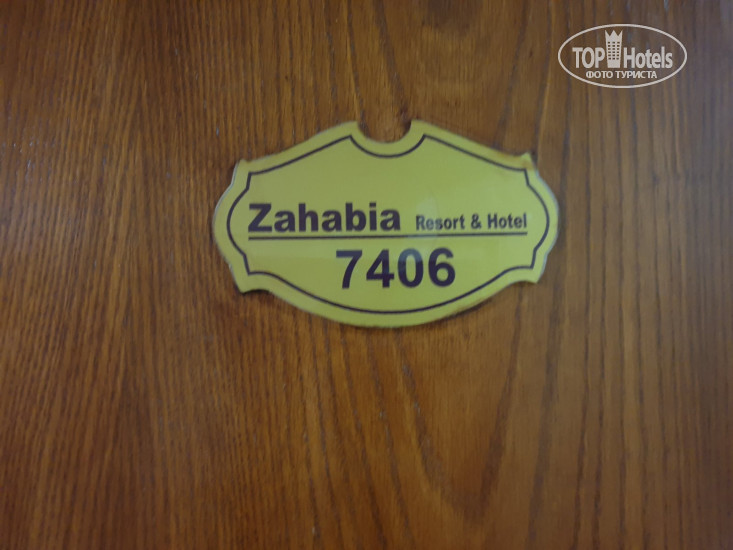 TOP Hotels
ФОТО ТУРИСТА
Zahabia Resort & Hotel
7406